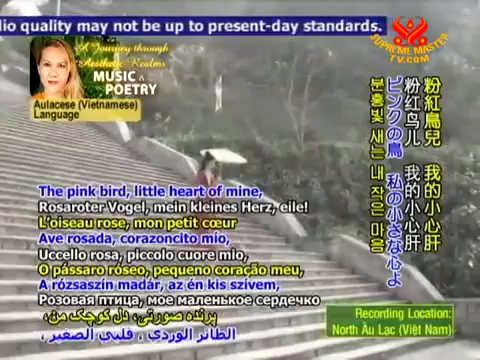 dio quality may not be up to present-day standards.
SUPREME MASTER
TV.COM
A Journey through
Aesthetic Realms
MUSIC &
POETRY
Aulacese (Vietnamese)
Language
粉紅鳥兒 我的小心肝
粉红鸟儿 我的小心肝
ピンクの鳥 私の小さな心よ
분홍빛 새는 내 작은 마음
The pink bird, little heart of mine,
Rosaroter Vogel, mein kleines Herz, eile!
L'oiseau rose, mon petit cœur
Ave rosada, corazoncito mío,
Uccello rosa, piccolo cuore mio,
O pássaro róseo, pequeno coração meu,
A rózsaszín madár, az én kis szívem,
Розовая птица, мое маленькое сердечко
پرنده صورتی، دل کوچک من،
الطائر الوردي ، قلبي الصغير ،
Recording Location:
North Âu Lạc (Việt Nam)